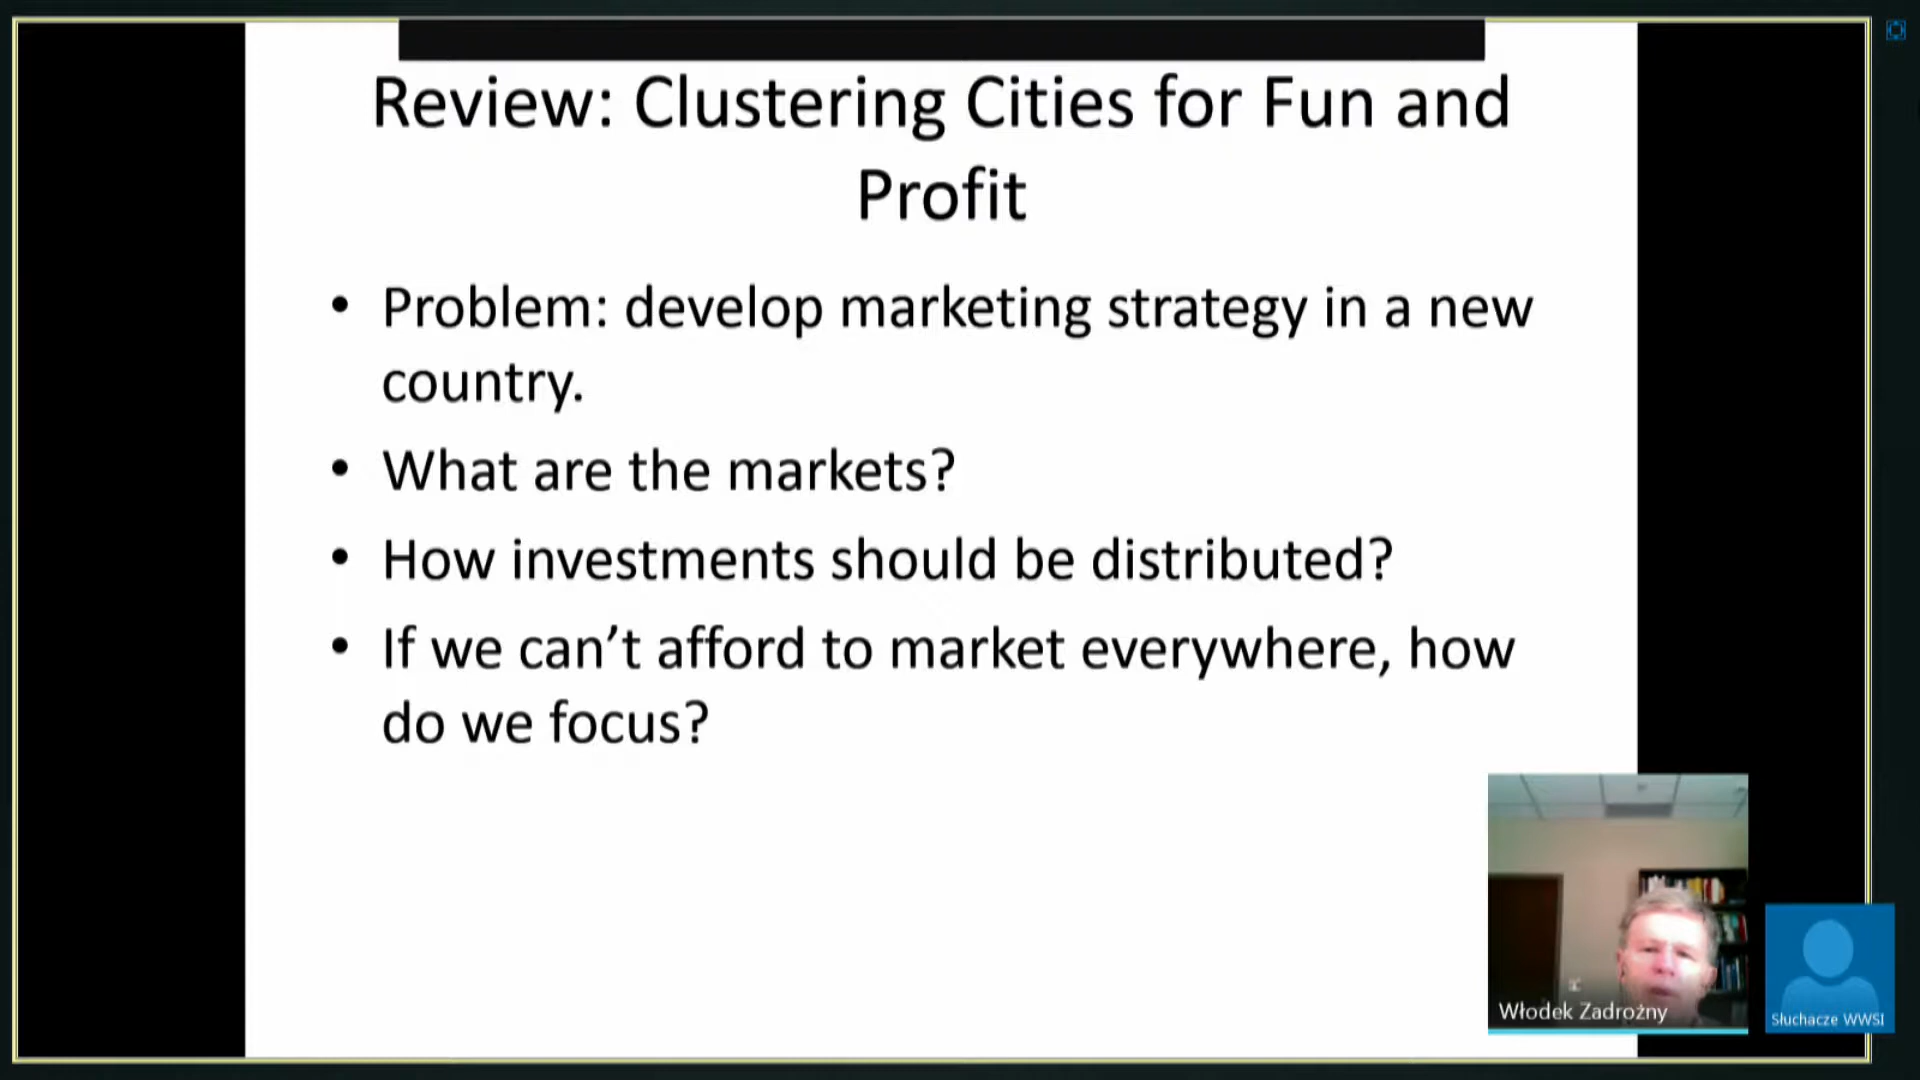 Review: Clustering Cities for Fun and
Profit
• Problem: develop marketing strategy in a new
country.
• What are the markets?
• How investments should be distributed?
• If we can’t afford to market everywhere, how
do we focus?
Włodek Zadrożny
Słuchacze WWSI